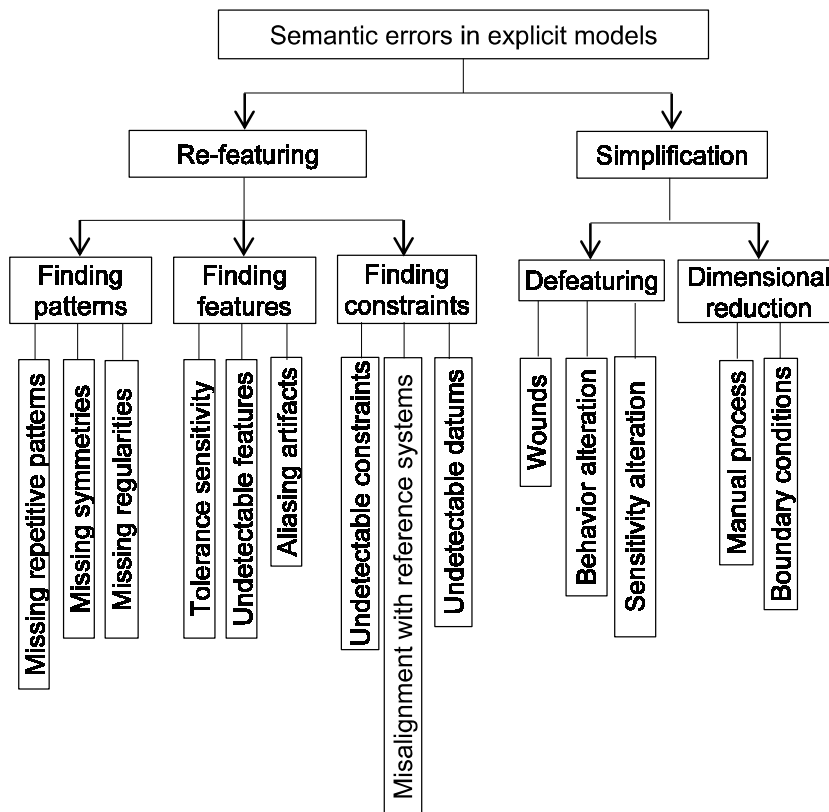 Semantic errors in explicit models
Re-featuring
Simplification
Finding
patterns
Finding
features
Finding
constraints
Defeaturing
Dimensional
reduction
Missing repetitive patterns
Missing symmetries
Missing regularities
Tolerance sensitivity
Undetectable features
Aliasing artifacts
Undetectable constraints
Misalignment with reference systems
Undetectable datums
Wounds
Behavior alteration
Sensitivity alteration
Manual process
Boundary conditions